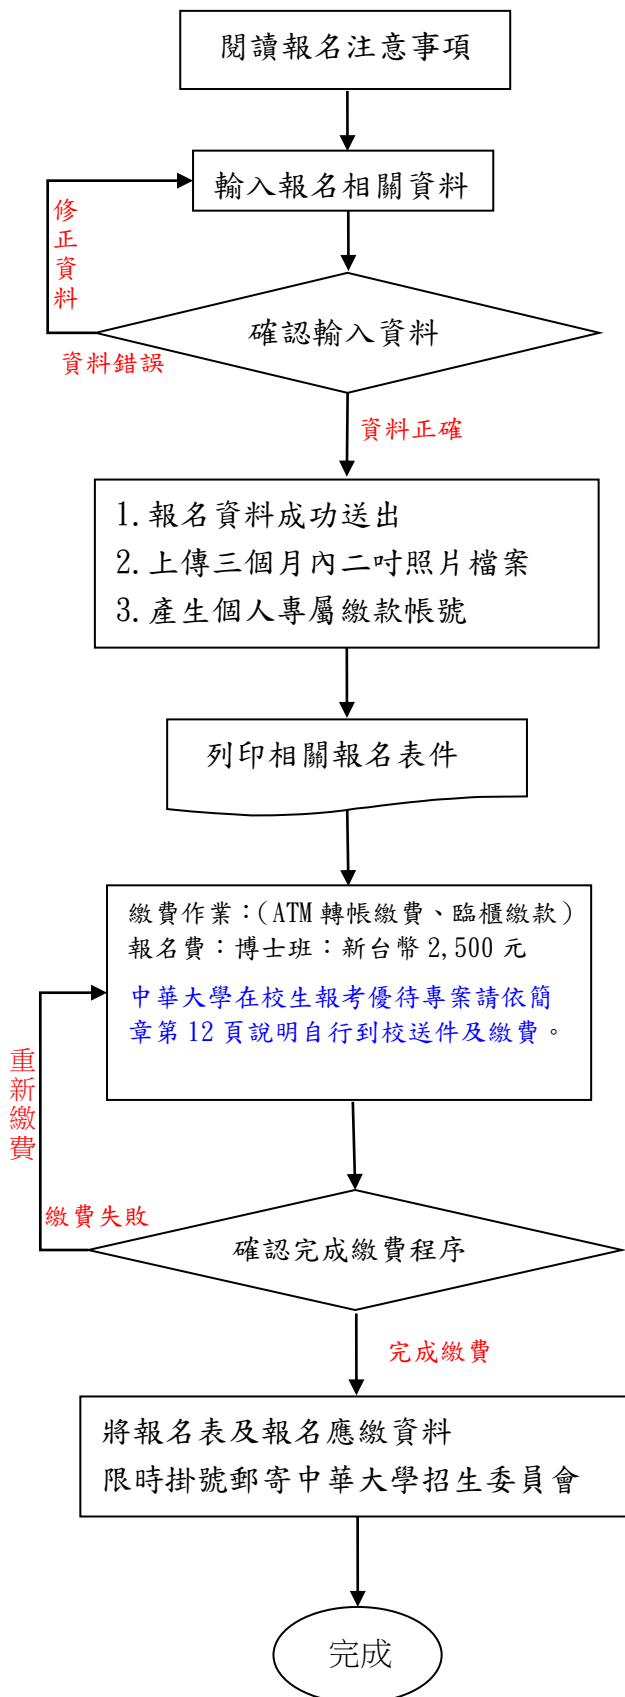 閱讀報名注意事項
輸入報名相關資料
修正資料
確認輸入資料
資料錯誤
資料正確
1.報名資料成功送出
2.上傳三個月內二吋照片檔案
3.產生個人專屬繳款帳號
列印相關報名表件
繳費作業：(ATM 轉帳繳費、臨櫃繳款)
報名費：博士班：新台幣 2,500 元
中華大學在校生報考優待專案請依簡
章第 12 頁說明自行到校送件及繳費。
重新繳費
繳費失敗
確認完成繳費程序
完成繳費
將報名表及報名應繳資料
限時掛號郵寄中華大學招生委員會
完成